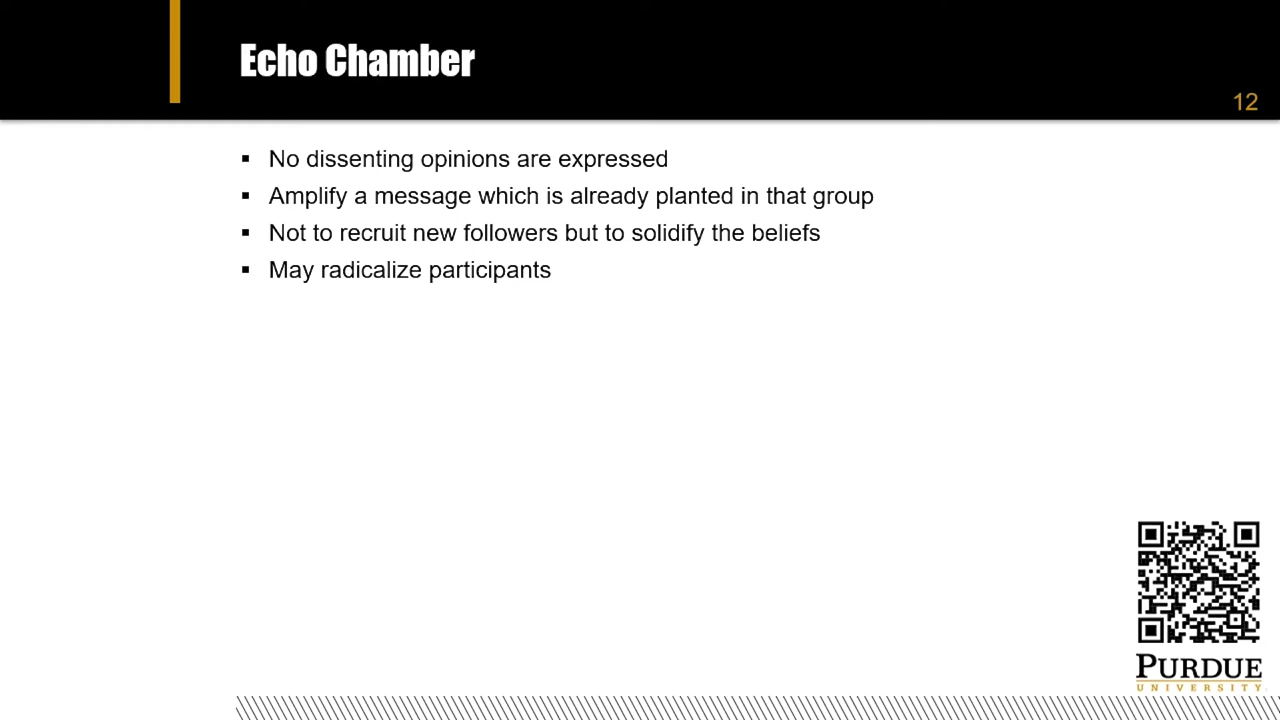 Echo Chamber
12
▪ No dissenting opinions are expressed
▪ Amplify a message which is already planted in that group
▪ Not to recruit new followers but to solidify the beliefs
▪ May radicalize participants
PURDUE
UNIVERSITY